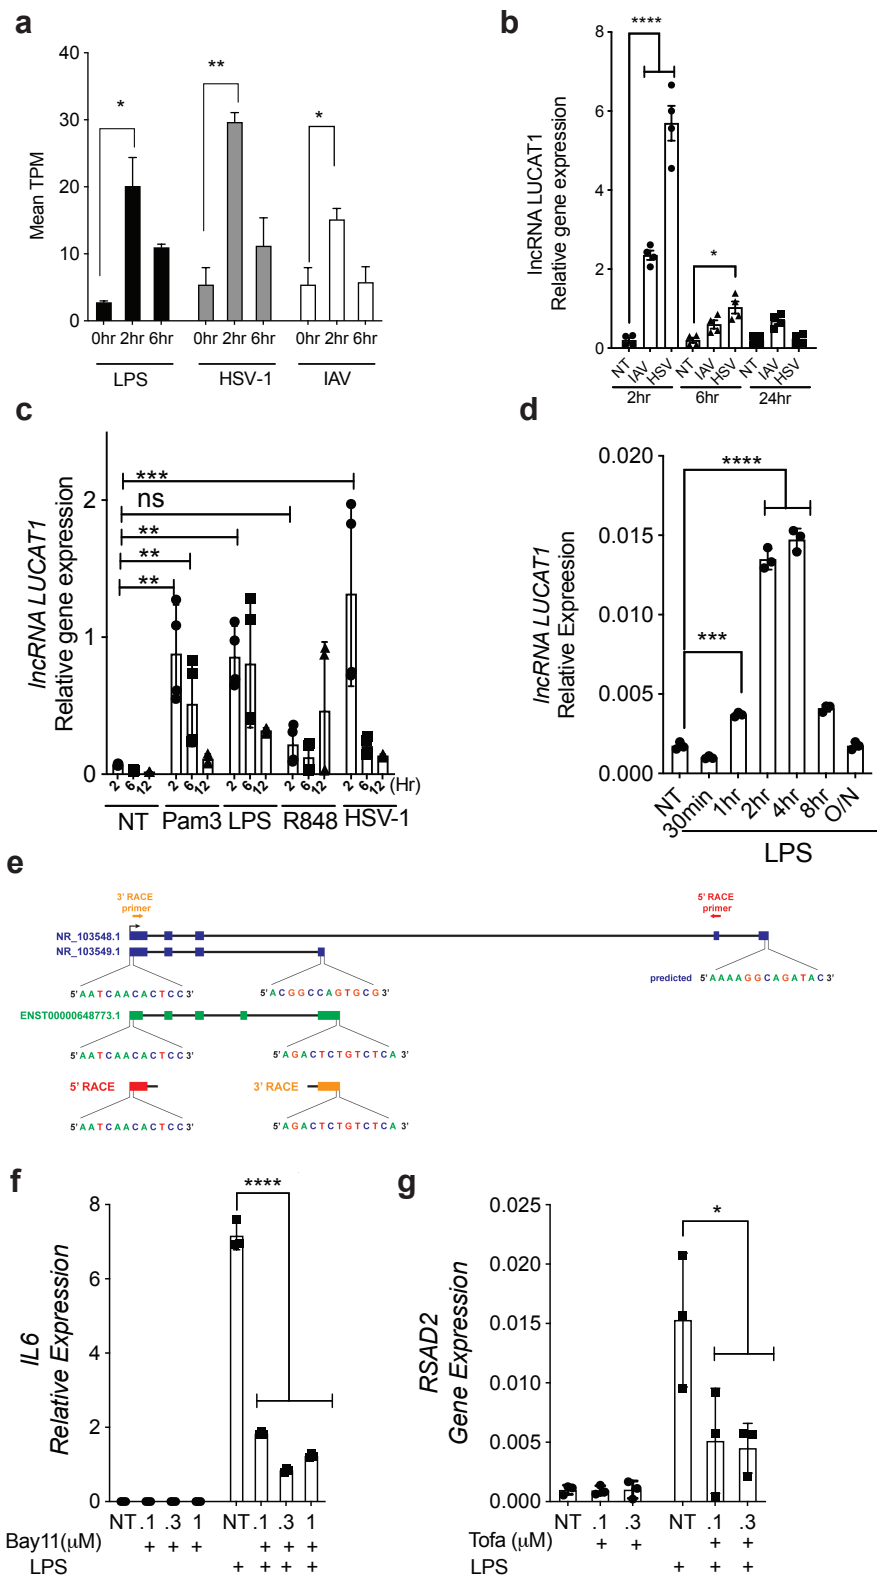 a
Mean TPM
40
30
20
10
0
*
**
*
0hr 2hr 6hr 0hr 2hr 6hr 0hr 2hr 6hr
LPS HSV-1 IAV
b
lncRNA LUCAT1
Relative gene expression
8
6
4
2
0
****
*
NT IAV HSV NT IAV HSV NT IAV HSV
2hr 6hr 24hr
c
lncRNA LUCAT1
Relative gene expression
2
1
0
***
ns
**
**
**
2 6 12 2 6 12 2 6 12 2 6 12 2 6 12 (Hr)
NT Pam3 LPS R848 HSV-1
d
lncRNA LUCAT1
Relative Expression
0.020
0.015
0.010
0.005
0.000
****
***
NT 30min 1hr 2hr 4hr 8hr O/N
LPS
e
3' RACE
primer
5' RACE
primer
NR_103548.1
NR_103549.1
predicted 5'AAAAGGCAGATAC3'
5'AATCAACACTCC3' 5'ACGGCCAGTGCG3'
ENST00000648773.1
5'AATCAACACTCC3' 5'AGACTCTGTCTCA3'
5' RACE 3' RACE
5'AATCAACACTCC3' 5'AGACTCTGTCTCA3'
f
IL6
Relative Expression
8
6
4
2
0
****
NT .1 .3 1 NT .1 .3 1
Bay11(μM) + + + + + +
LPS + + + +
g
RSAD2
Gene Expression
0.025
0.020
0.015
0.010
0.005
0.000
*
NT .1 .3 NT .1 .3
Tofa (μM) + + + +
LPS + + +